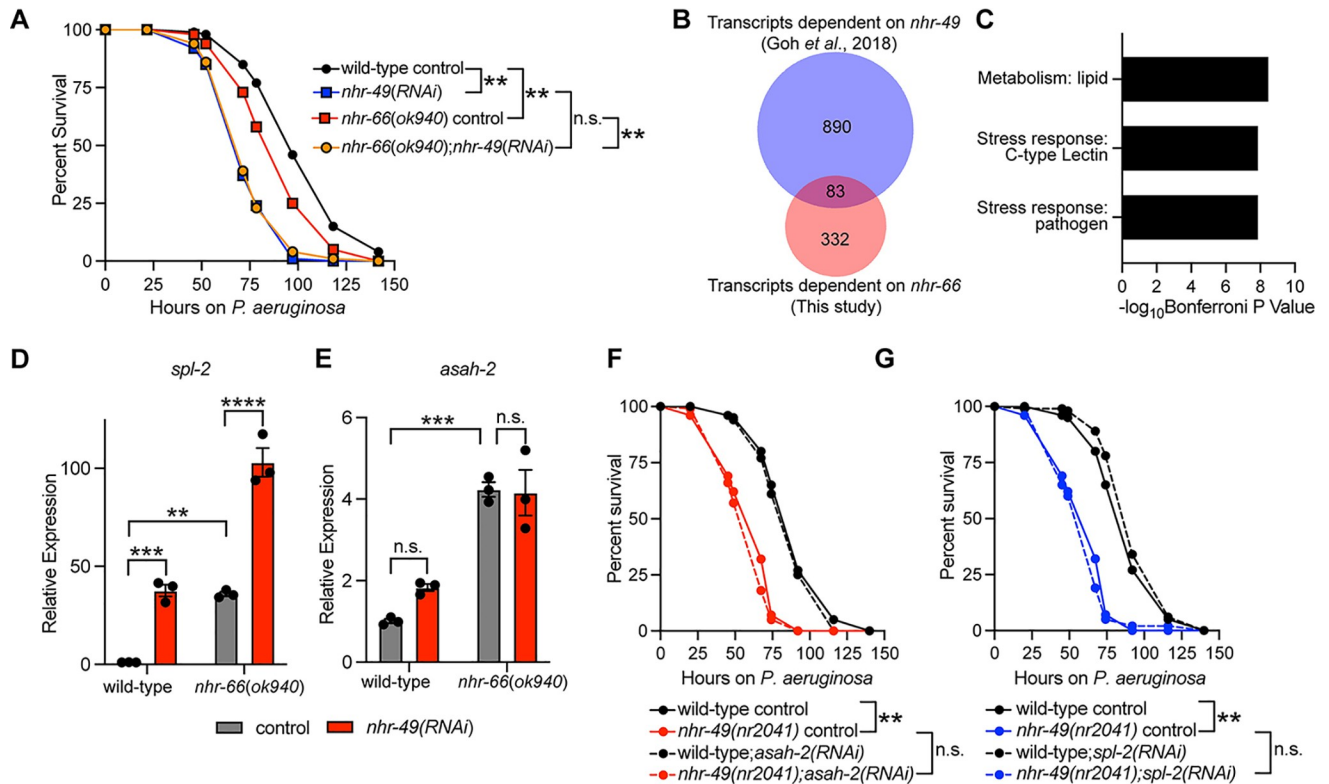 A
Percent Survival
100
75
50
25
0
0 25 50 75 100 125 150
Hours on P. aeruginosa
wild-type control
nhr-49(RNAi)
nhr-66(ok940) control
nhr-66(ok940);nhr-49(RNAi)
**
**
n.s.
**
B
Transcripts dependent on nhr-49
(Goh et al., 2018)
890
83
332
Transcripts dependent on nhr-66
(This study)
C
Metabolism: lipid
Stress response:
C-type Lectin
Stress response:
pathogen
0 2 4 6 8 10
-log10Bonferroni P Value
D
spl-2
Relative Expression
100
50
0
***
**
****
wild-type
nhr-66(ok940)
E
asah-2
Relative Expression
6
4
2
0
n.s.
***
n.s.
wild-type
nhr-66(ok940)
control
nhr-49(RNAi)
F
Percent survival
100
75
50
25
0
0 25 50 75 100 125 150
Hours on P. aeruginosa
wild-type control
nhr-49(nr2041) control
wild-type;asah-2(RNAi)
nhr-49(nr2041);asah-2(RNAi)
**
n.s.
G
Percent survival
100
75
50
25
0
0 25 50 75 100 125 150
Hours on P. aeruginosa
wild-type control
nhr-49(nr2041) control
wild-type;spl-2(RNAi)
nhr-49(nr2041);spl-2(RNAi)
**
n.s.